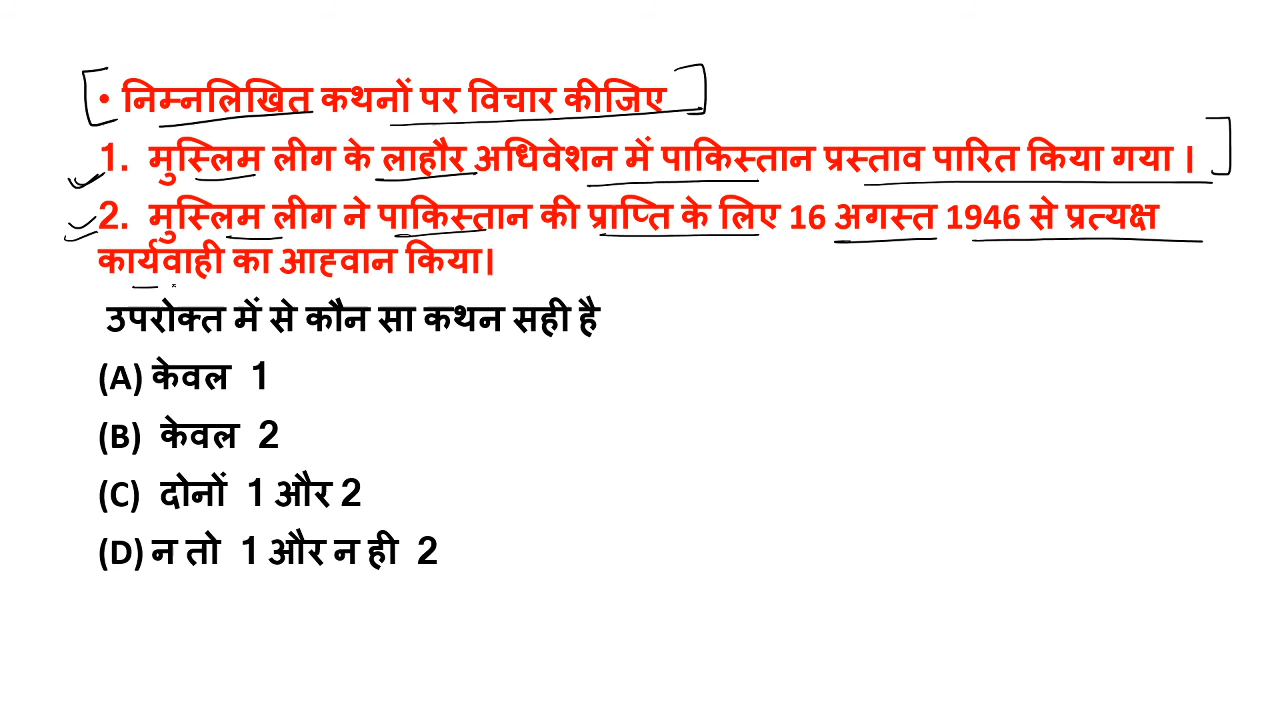 • निम्नलिखित कथनों पर विचार कीजिए
1. मुस्लिम लीग के लाहौर अधिवेशन में पाकिस्तान प्रस्ताव पारित किया गया ।
2. मुस्लिम लीग ने पाकिस्तान की प्राप्ति के लिए 16 अगस्त 1946 से प्रत्यक्ष
कार्यवाही का आह्वान किया।
उपरोक्त में से कौन सा कथन सही है
(A) केवल 1
(B) केवल 2
(C) दोनों 1 और 2
(D) न तो 1 और न ही 2